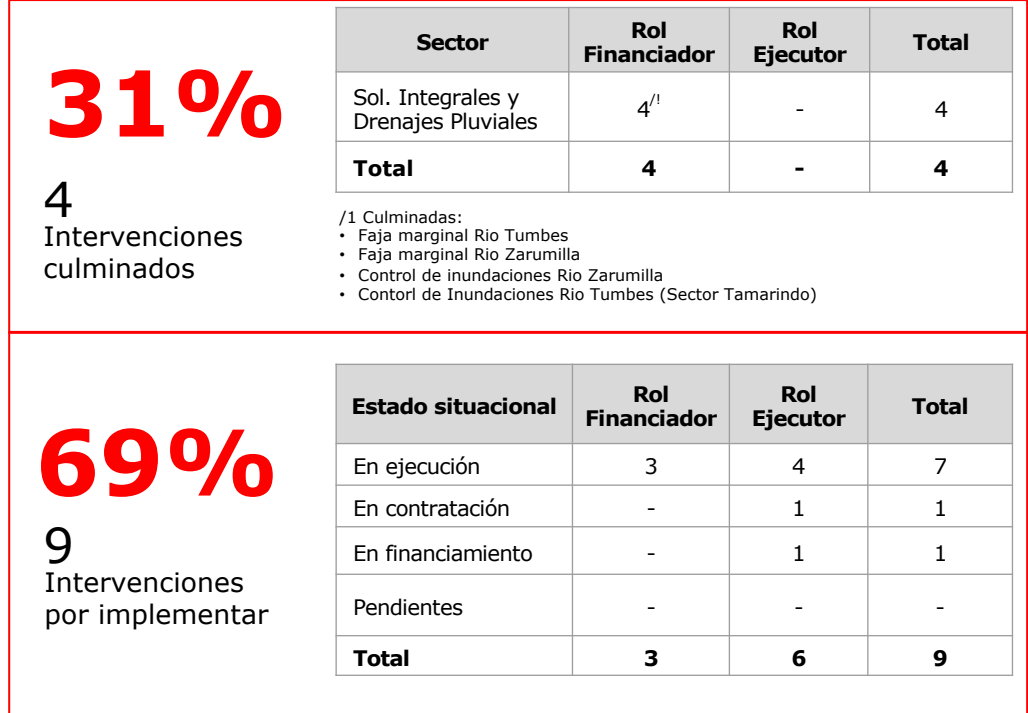 31%
4
Intervenciones
culminados
Sector Rol Financiador Rol Ejecutor Total
Sol. Integrales y Drenajes Pluviales 4/! - 4
Total 4 - 4
/1 Culminadas:
• Faja marginal Rio Tumbes
• Faja marginal Rio Zarumilla
• Control de inundaciones Rio Zarumilla
• Contorl de Inundaciones Rio Tumbes (Sector Tamarindo)
69%
9
Intervenciones
por implementar
Estado situacional Rol Financiador Rol Ejecutor Total
En ejecución 3 4 7
En contratación - 1 1
En financiamiento - 1 1
Pendientes - - -
Total 3 6 9